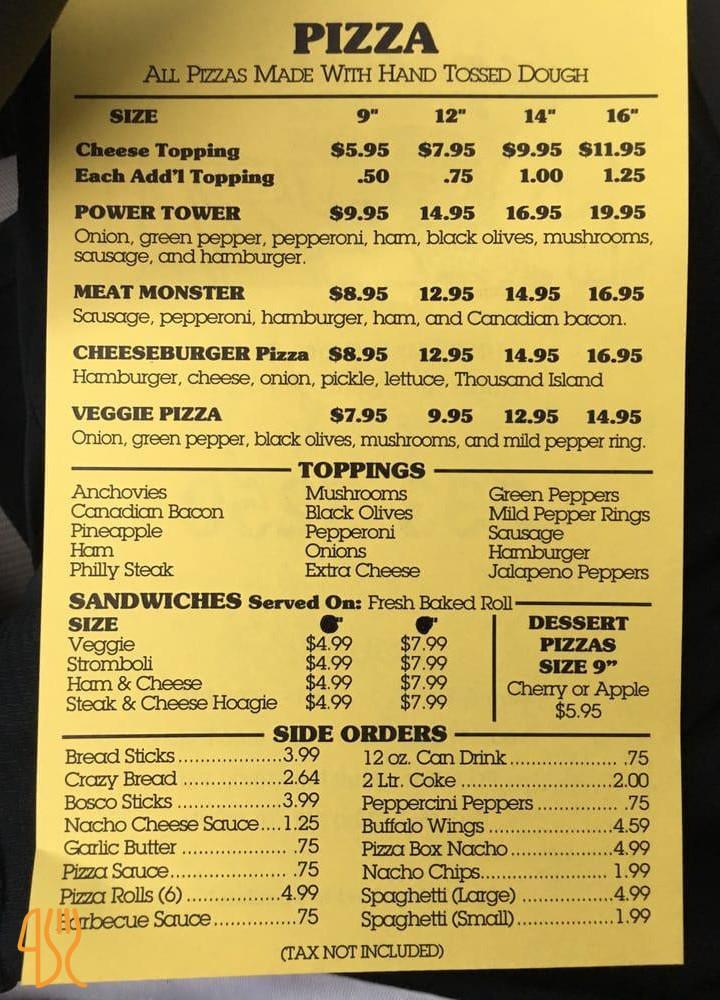 PIZZA
ALL PIZZAS MADE WITH HAND TOSSED DOUGH
SIZE 9" 12" 14" 16"
Cheese Topping $5.95 $7.95 $9.95 $11.95
Each Add'l Topping .50 .75 1.00 1.25
POWER TOWER $9.95 14.95 16.95 19.95
Onion, green pepper, pepperoni, ham, black olives, mushrooms,
sausage, and hamburger.
MEAT MONSTER $8.95 12.95 14.95 16.95
Sausage, pepperoni, hamburger, ham, and Canadian bacon.
CHEESEBURGER Pizza $8.95 12.95 14.95 16.95
Hamburger, cheese, onion, pickle, lettuce, Thousand Island
VEGGIE PIZZA $7.95 9.95 12.95 14.95
Onion, green pepper, black olives, mushrooms, and mild pepper ring.
TOPPINGS
Anchovies Mushrooms Green Peppers
Canadian Bacon Black Olives Mild Pepper Rings
Pineapple Pepperoni Sausage
Ham Onions Hamburger
Philly Steak Extra Cheese Jalapeno Peppers
SANDWICHES Served On: Fresh Baked Roll
SIZE
Veggie $4.99 $7.99
Stromboli $4.99 $7.99
Ham & Cheese $4.99 $7.99
Steak & Cheese Hoagie $4.99 $7.99
DESSERT
PIZZAS
SIZE 9"
Cherry or Apple
$5.95
SIDE ORDERS
Bread Sticks...................3.99
Crazy Bread ..................2.64
Bosco Sticks ...................3.99
Nacho Cheese Sauce....1.25
Garlic Butter ...................75
Pizza Sauce.....................75
Pizza Rolls (6) .................4.99
Barbecue Sauce...............75
12 oz. Can Drink.................... .75
2 Ltr. Coke ...........................2.00
Peppercini Peppers ............... .75
Buffalo Wings ......................4.59
Pizza Box Nacho.....................4.99
Nacho Chips....................... 1.99
Spaghetti (Large) .................4.99
Spaghetti (Small)..................1.99
(TAX NOT INCLUDED)